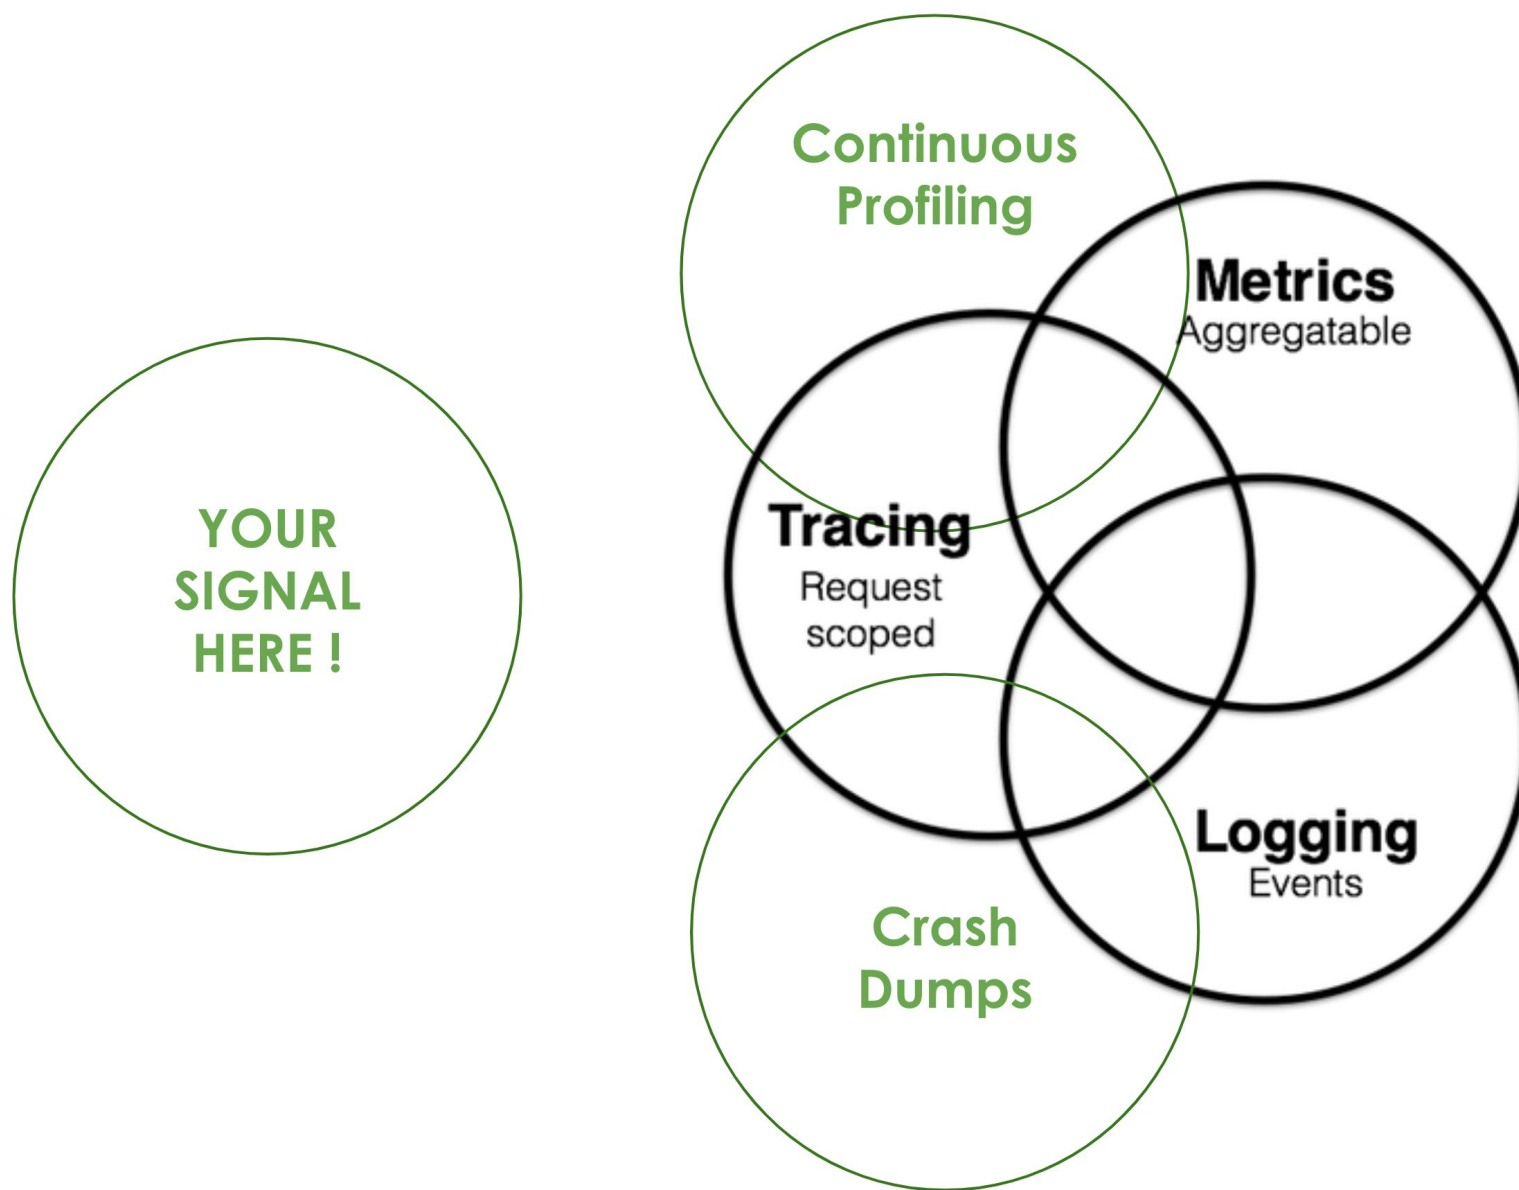 Continuous
Profiling
Metrics
Aggregatable
YOUR
SIGNAL
HERE !
Tracing
Request
scoped
Logging
Events
Crash
Dumps